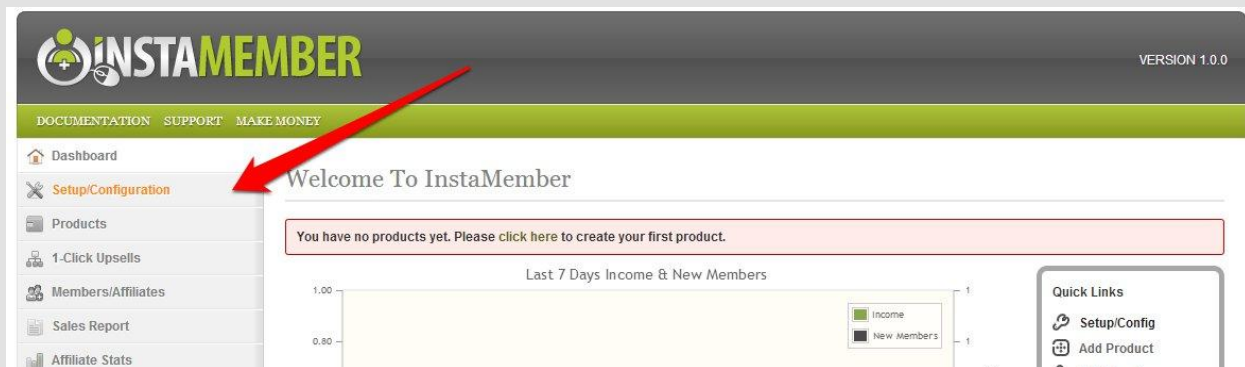 iNSTAMEMBER
VERSION 1.0.0
DOCUMENTATION SUPPORT MAKE MONEY
Dashboard
Setup/Configuration
Products
1-Click Upsells
Members/Affiliates
Sales Report
Affiliate Stats
Welcome To InstaMember
You have no products yet. Please click here to create your first product.
Last 7 Days Income & New Members
1.00
0.80
Income
New Members
1
1
Quick Links
Setup/Config
Add Product